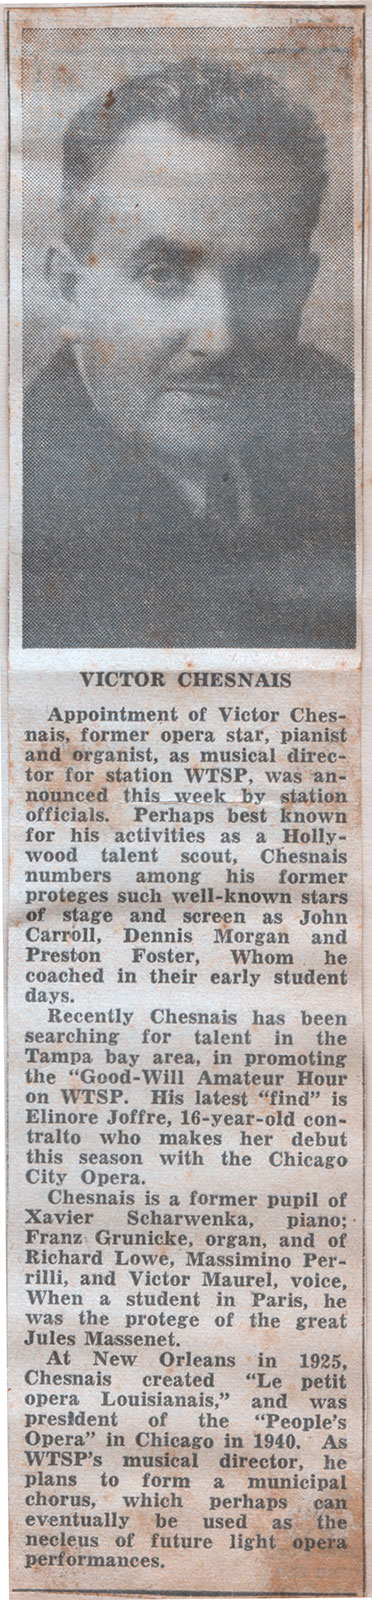 VICTOR CHESNAIS
Appointment of Victor Ches-
nais, former opera star, pianist
and organist, as musical direc-
tor for station WTSP, was an-
nounced this week by station
officials. Perhaps best known
for his activities as a Holly-
wood talent scout, Chesnais
numbers among his former
proteges such well-known stars
of stage and screen as John
Carroll, Dennis Morgan and
Preston Foster, Whom he
coached in their early student
days.
Recently Chesnais has been
searching for talent in the
Tampa bay area, in promoting
the "Good-Will Amateur Hour
on WTSP. His latest "find" is
Elinore Joffre, 16-year-old con-
tralto who makes her debut
this season with the Chicago
City Opera.
Chesnais is a former pupil of
Xavier Scharwenka, piano;
Franz Grunicke, organ, and of
Richard Lowe, Massimino Per-
rilli, and Victor Maurel, voice,
When a student in Paris, he
was the protege of the great
Jules Massenet.
At New Orleans in 1925,
Chesnais created "Le petit
opera Louisianais," and was
president of the "People's
Opera" in Chicago in 1940. As
WTSP's musical director, he
plans to form a municipal
chorus, which perhaps can
eventually be used as the
necleus of future light opera
performances.